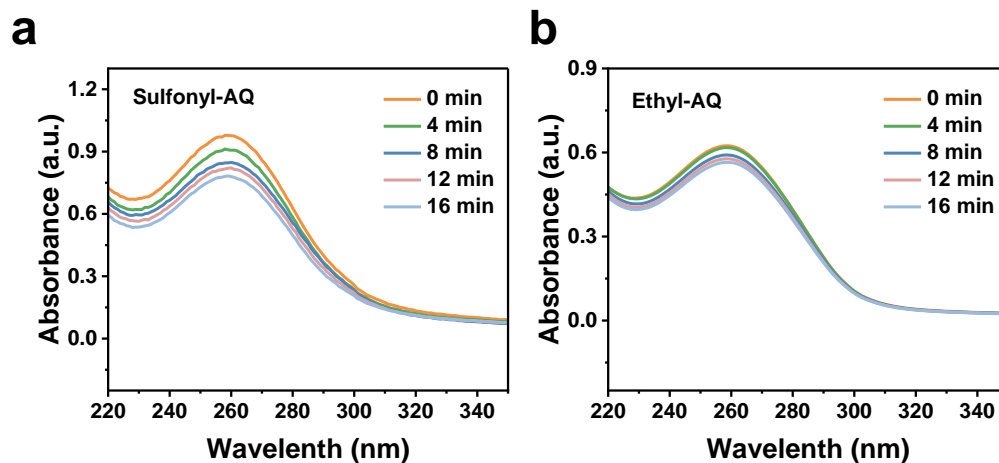 a
Sulfonyl-AQ
0 min
4 min
8 min
12 min
16 min
Absorbance (a.u.)
1.2
0.9
0.6
0.3
0.0
220 240 260 280 300 320 340
Wavelenth (nm)
b
Ethyl-AQ
0 min
4 min
8 min
12 min
16 min
Absorbance (a.u.)
0.9
0.6
0.3
0.0
220 240 260 280 300 320 340
Wavelenth (nm)